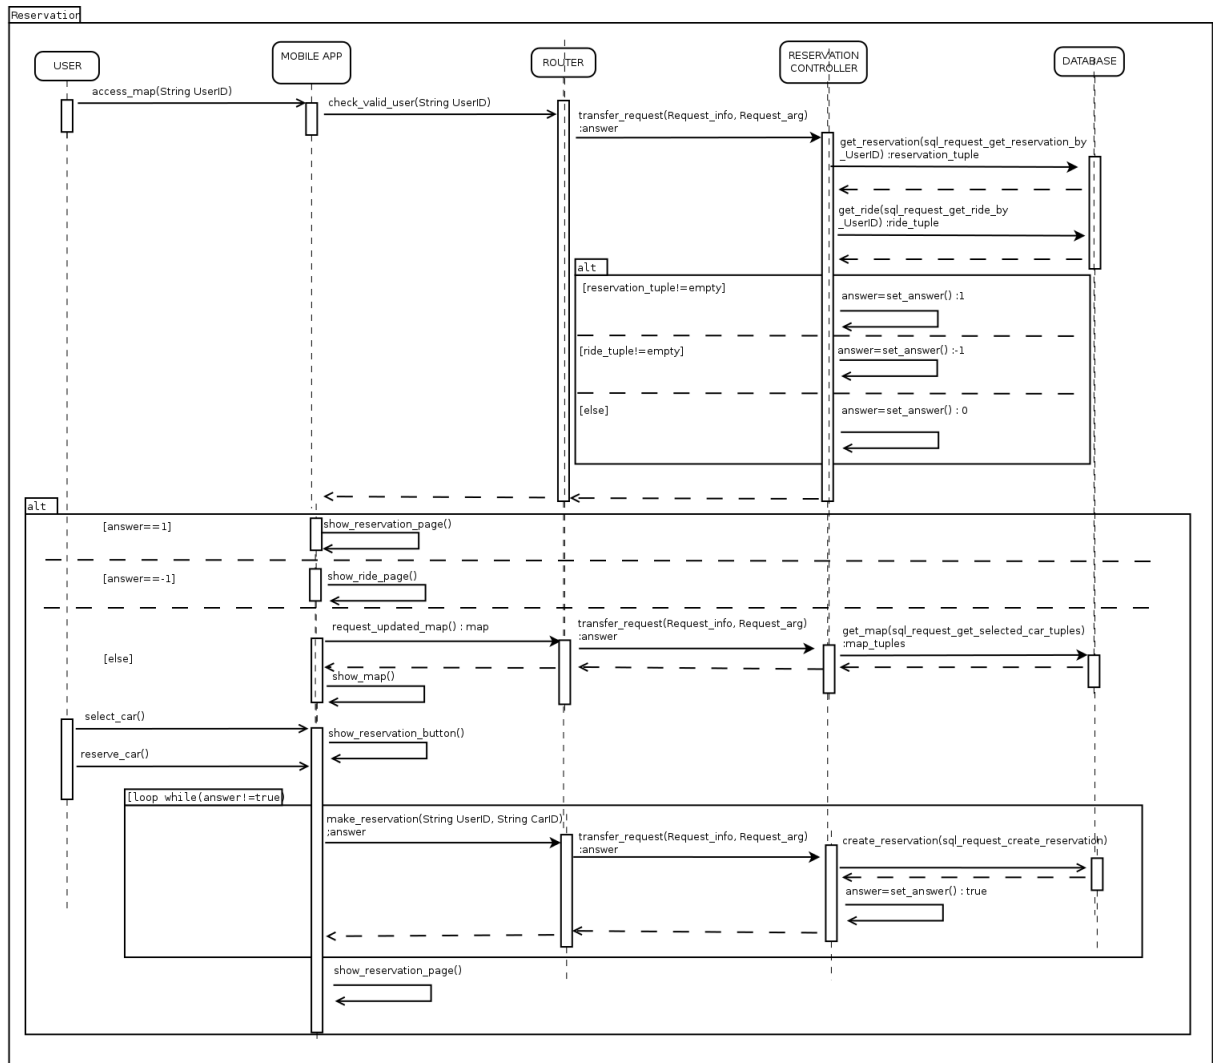 Reservation
USER
MOBILE APP
ROUTER
RESERVATION
CONTROLLER
DATABASE
access_map(String UserID)
check_valid_user(String UserID)
transfer_request(Request_info, Request_arg)
:answer
get_reservation(sql_request_get_reservation_by
_UserID) :reservation_tuple
get_ride(sql_request_get_ride_by
_UserID) :ride_tuple
alt
[reservation_tuple!=empty]
answer=set_answer() :1
[ride_tuple!=empty]
answer=set_answer() :-1
[else]
answer=set_answer() : 0
alt
[answer==1]
show_reservation_page()
[answer==-1]
show_ride_page()
request_updated_map() : map
transfer_request(Request_info, Request_arg)
:answer
get_map(sql_request_get_selected_car_tuples)
:map_tuples
[else]
show_map()
select_car()
show_reservation_button()
reserve_car()
[loop while(answer!=true)
make_reservation(String UserID, String CarID)
:answer
transfer_request(Request_info, Request_arg)
:answer
create_reservation(sql_request_create_reservation)
answer=set_answer() : true
show_reservation_page()